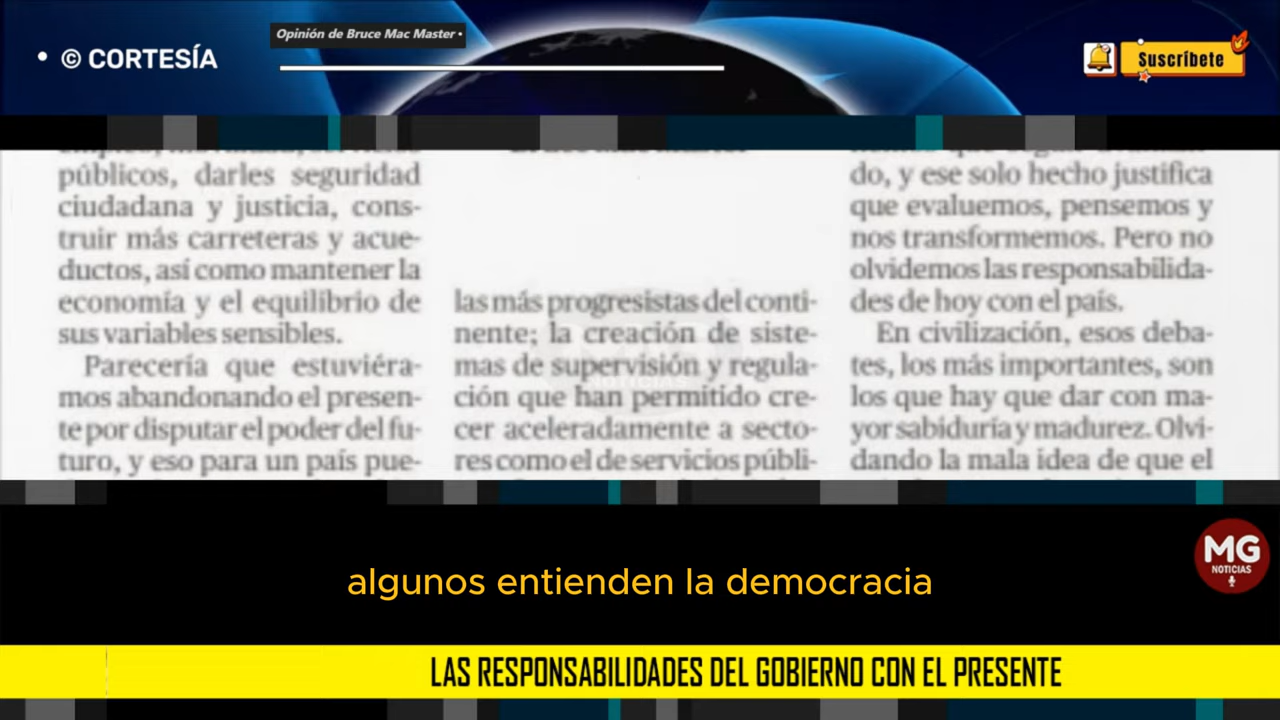 Opinión de Bruce Mac Master •
• © CORTESÍA
Suscríbete
públicos, darles seguridad
ciudadana y justicia, cons-
truir más carreteras y acue-
ductos, así como mantener la
economía y el equilibrio de
sus variables sensibles.
Parecería que estuviéra-
mos abandonando el presen-
te por disputar el poder del fu-
turo, y eso para un país pue-
las más progresistas del conti-
nente; la creación de siste-
mas de supervisión y regula-
ción que han permitido cre-
cer aceleradamente a secto-
res como el de servicios públi-
do, y ese solo hecho justifica
que evaluemos, pensemos y
nos transformemos. Pero no
olvidemos las responsabilida-
des de hoy con el país.
En civilización, esos deba-
tes, los más importantes, son
los que hay que dar con ma-
yor sabiduría y madurez. Olvi-
dando la mala idea de que el
algunos entienden la democracia
MG
NOTICIAS
LAS RESPONSABILIDADES DEL GOBIERNO CON EL PRESENTE